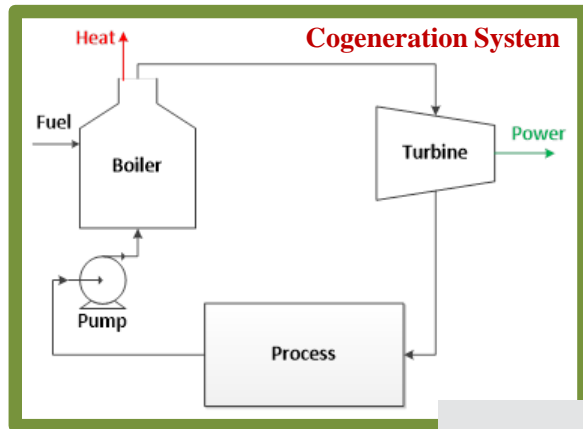 Cogeneration System
Heat
Fuel
Boiler
Turbine
Power
Pump
Process